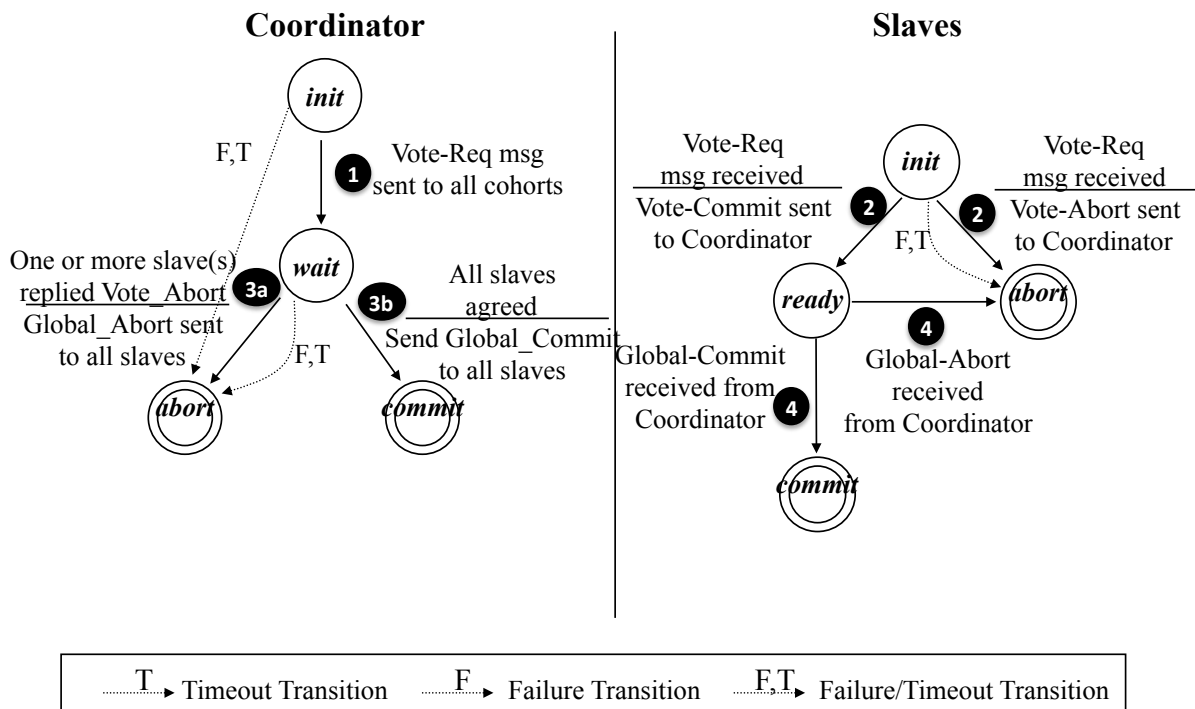 Coordinator
init
F,T
1
Vote-Req msg
sent to all cohorts
wait
One or more slave(s)
replied Vote_Abort
Global_Abort sent
to all slaves
3a
3b
All slaves
agreed
Send Global_Commit
to all slaves
F,T
abort
commit
Slaves
init
Vote-Req
msg received
Vote-Commit sent
to Coordinator
2
2
Vote-Req
msg received
Vote-Abort sent
to Coordinator
F,T
ready
abort
4
Global-Abort
received
from Coordinator
Global-Commit
received from
Coordinator
4
commit
T
Timeout Transition
F
Failure Transition
F,T
Failure/Timeout Transition